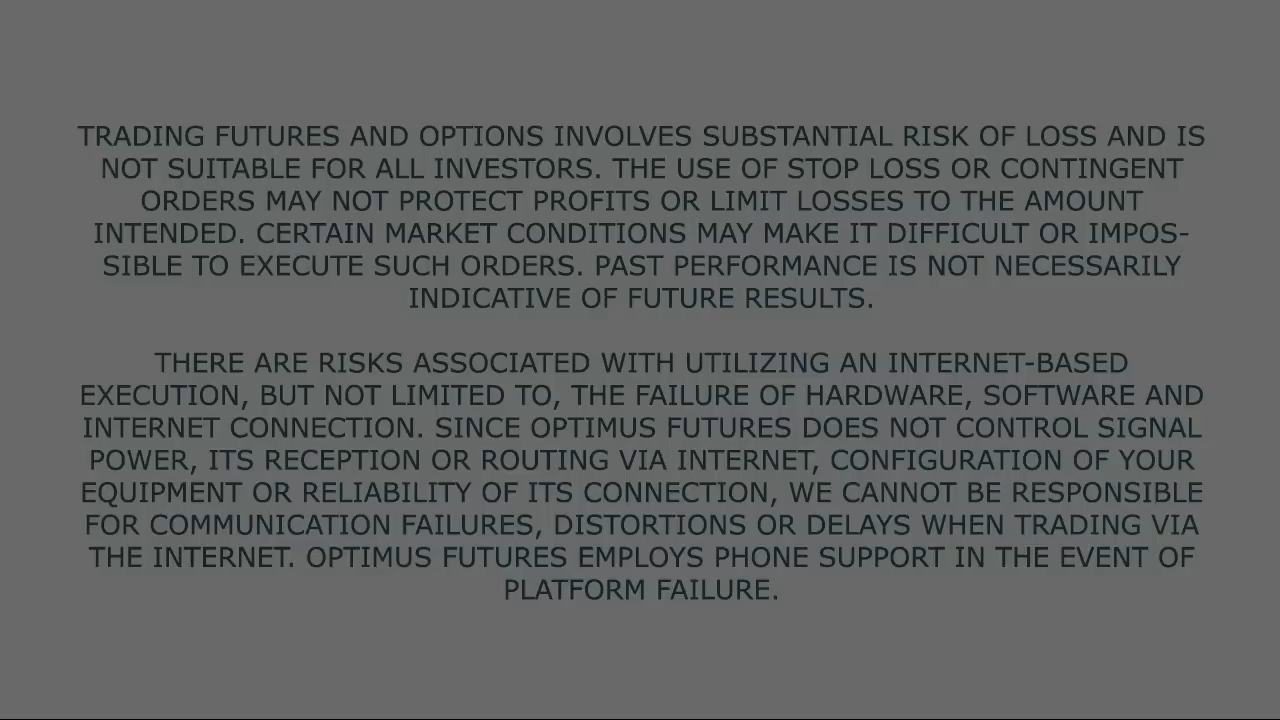 TRADING FUTURES AND OPTIONS INVOLVES SUBSTANTIAL RISK OF LOSS AND IS
NOT SUITABLE FOR ALL INVESTORS. THE USE OF STOP LOSS OR CONTINGENT
ORDERS MAY NOT PROTECT PROFITS OR LIMIT LOSSES TO THE AMOUNT
INTENDED. CERTAIN MARKET CONDITIONS MAY MAKE IT DIFFICULT OR IMPOS-
SIBLE TO EXECUTE SUCH ORDERS. PAST PERFORMANCE IS NOT NECESSARILY
INDICATIVE OF FUTURE RESULTS.
THERE ARE RISKS ASSOCIATED WITH UTILIZING AN INTERNET-BASED
EXECUTION, BUT NOT LIMITED TO, THE FAILURE OF HARDWARE, SOFTWARE AND
INTERNET CONNECTION. SINCE OPTIMUS FUTURES DOES NOT CONTROL SIGNAL
POWER, ITS RECEPTION OR ROUTING VIA INTERNET, CONFIGURATION OF YOUR
EQUIPMENT OR RELIABILITY OF ITS CONNECTION, WE CANNOT BE RESPONSIBLE
FOR COMMUNICATION FAILURES, DISTORTIONS OR DELAYS WHEN TRADING VIA
THE INTERNET. OPTIMUS FUTURES EMPLOYS PHONE SUPPORT IN THE EVENT OF
PLATFORM FAILURE.